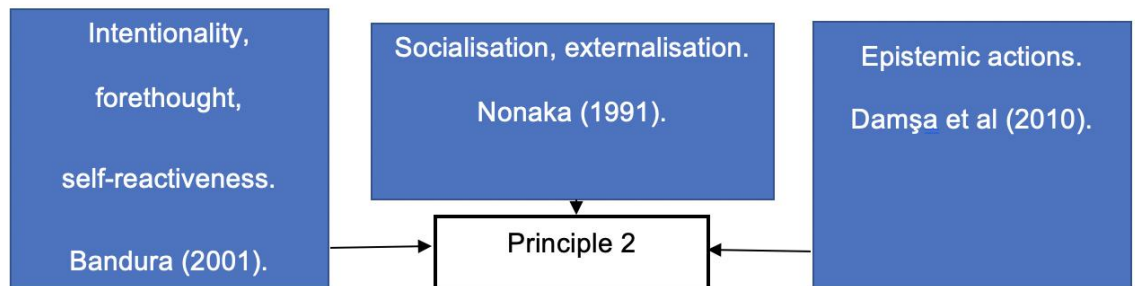 Intentionality,
forethought,
self-reactiveness.
Bandura (2001).
Socialisation, externalisation.
Nonaka (1991).
Epistemic actions.
Damşa et al (2010).
Principle 2